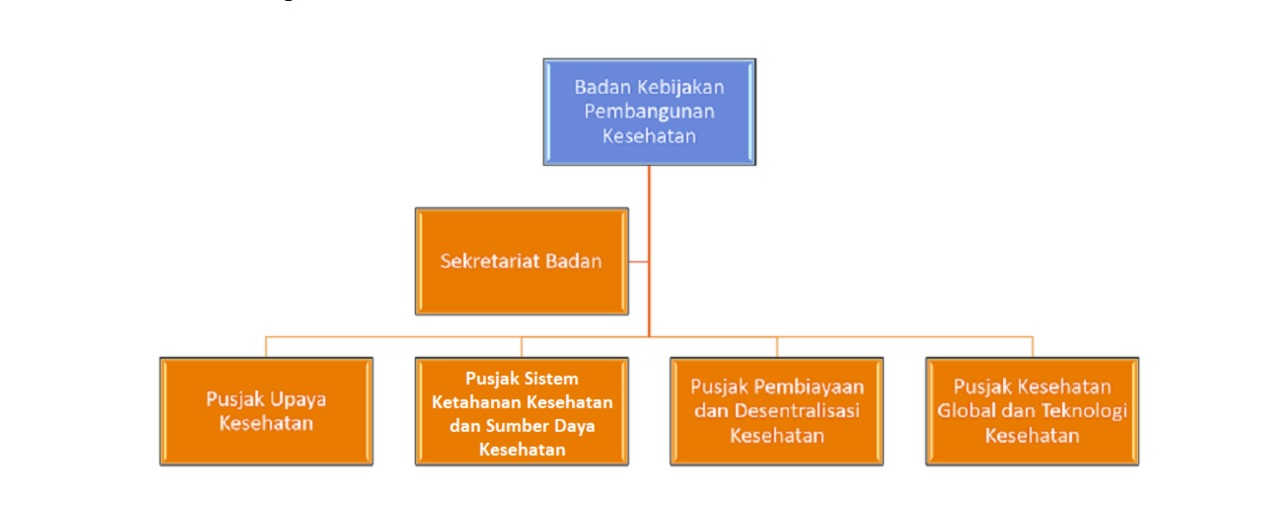 Badan Kebijakan
Pembangunan
Kesehatan
Sekretariat Badan
Pusjak Upaya
Kesehatan
Pusjak Sistem
Ketahanan Kesehatan
dan Sumber Daya
Kesehatan
Pusjak Pembiayaan
dan Desentralisasi
Kesehatan
Pusjak Kesehatan
Global dan Teknologi
Kesehatan